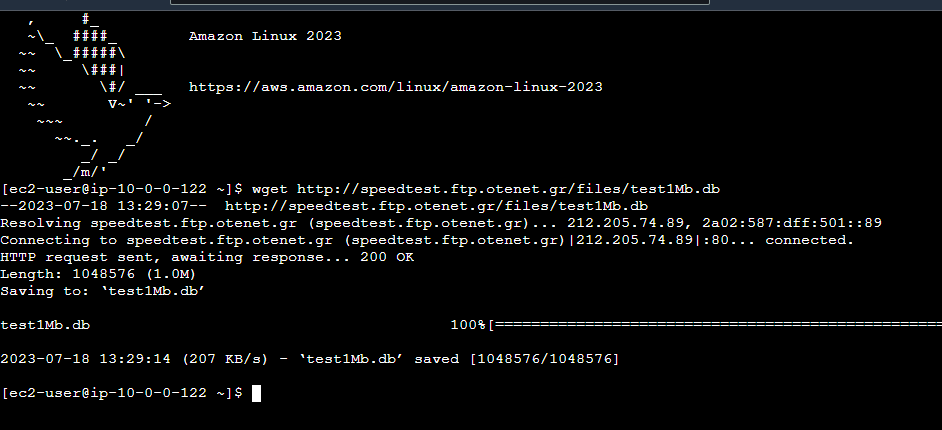 ,     #_
   ~\_  ####_        Amazon Linux 2023
  ~~  \_#####\
  ~~     \###|
  ~~       \#/ ___   https://aws.amazon.com/linux/amazon-linux-2023
   ~~       V~' '->
    ~~~         /
      ~~._.   _/
         _/ _/
       _/m/'
[ec2-user@ip-10-0-0-122 ~]$ wget http://speedtest.ftp.otenet.gr/files/test1Mb.db
--2023-07-18 13:29:07--  http://speedtest.ftp.otenet.gr/files/test1Mb.db
Resolving speedtest.ftp.otenet.gr (speedtest.ftp.otenet.gr)... 212.205.74.89, 2a02:587:dff:501::89
Connecting to speedtest.ftp.otenet.gr (speedtest.ftp.otenet.gr)|212.205.74.89|:80... connected.
HTTP request sent, awaiting response... 200 OK
Length: 1048576 (1.0M)
Saving to: ‘test1Mb.db’
test1Mb.db                                        100%[==================================================
2023-07-18 13:29:14 (207 KB/s) - ‘test1Mb.db’ saved [1048576/1048576]
[ec2-user@ip-10-0-0-122 ~]$